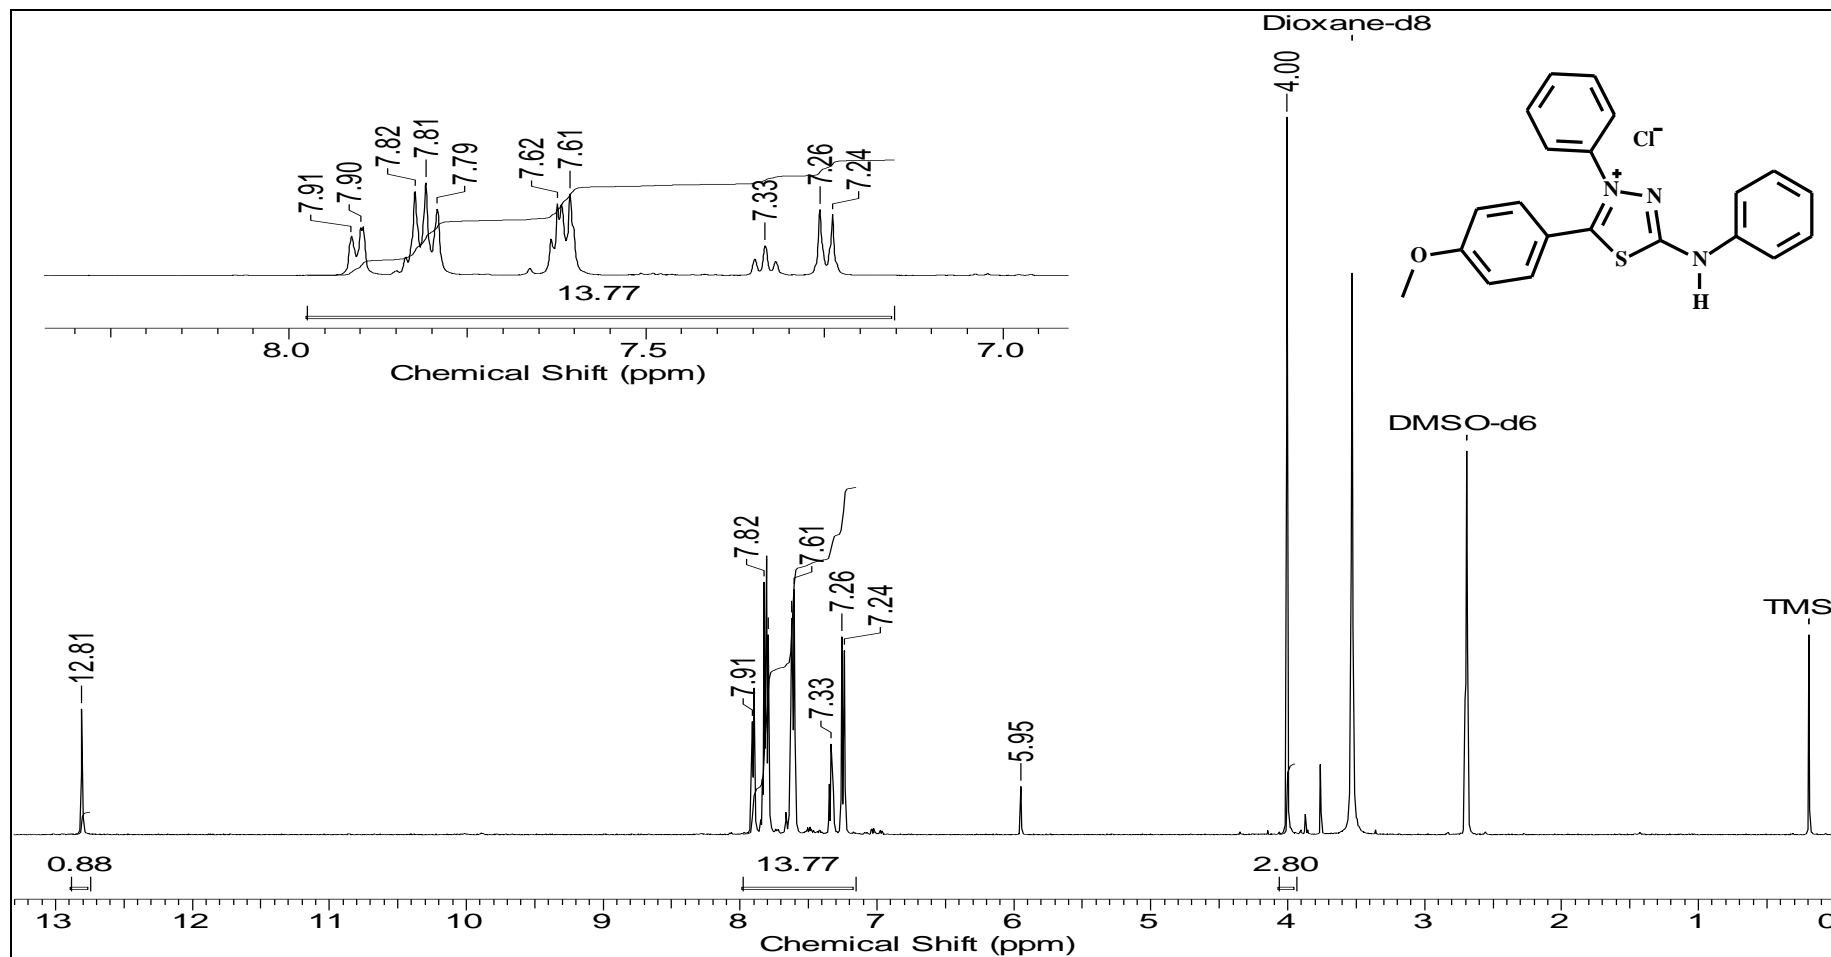 Dioxane-d8
4.00
7.91
7.90
7.82
7.81
7.79
7.62
7.61
7.33
7.26
7.24
Cl−
N+
N
O
S
N
H
13.77
8.0 7.5 7.0
Chemical Shift (ppm)
DMSO-d6
TMS
12.81
7.91
7.82
7.61
7.33
7.26
7.24
5.95
0.88 13.77 2.80
13 12 11 10 9 8 7 6 5 4 3 2 1 0
Chemical Shift (ppm)